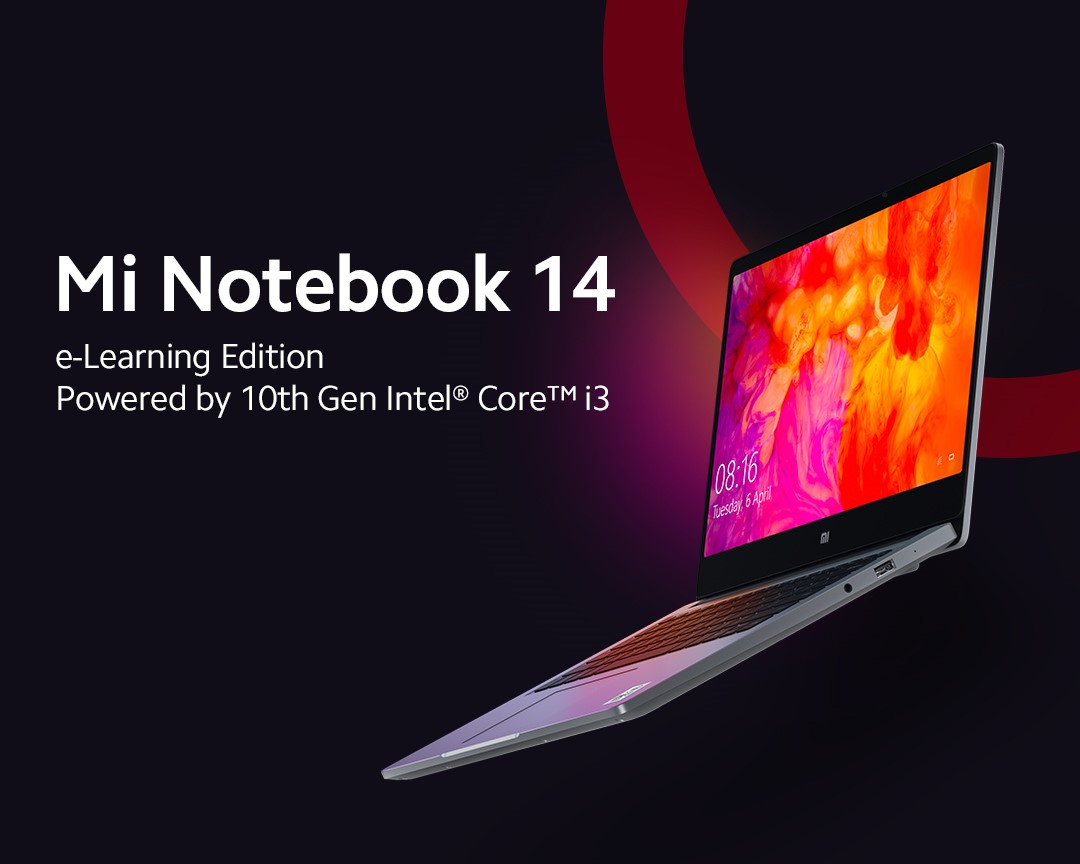 Mi Notebook 14
e-Learning Edition
Powered by 10th Gen Intel® Core™ i3
08:16
Tuesday, 6 April
MI